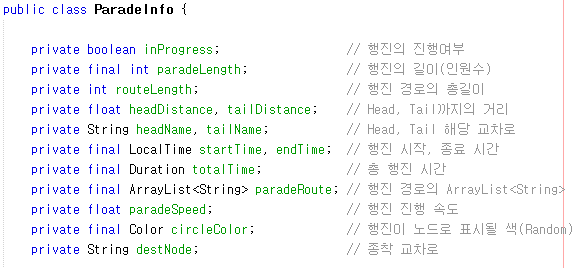 public class ParadeInfo {
private boolean inProgress; // 행진의 진행여부
private final int paradeLength; // 행진의 길이(인원수)
private int routeLength; // 행진 경로의 총길이
private float headDistance, tailDistance; // Head, Tail까지의 거리
private String headName, tailName; // Head, Tail 해당 교차로
private final LocalTime startTime, endTime; // 행진 시작, 종료 시간
private final Duration totalTime; // 총 행진 시간
private final ArrayList<String> paradeRoute; // 행진 경로의 ArrayList<String>
private float paradeSpeed; // 행진 진행 속도
private final Color circleColor; // 행진이 노드로 표시될 색(Random)
private String destNode; // 종착 교차로